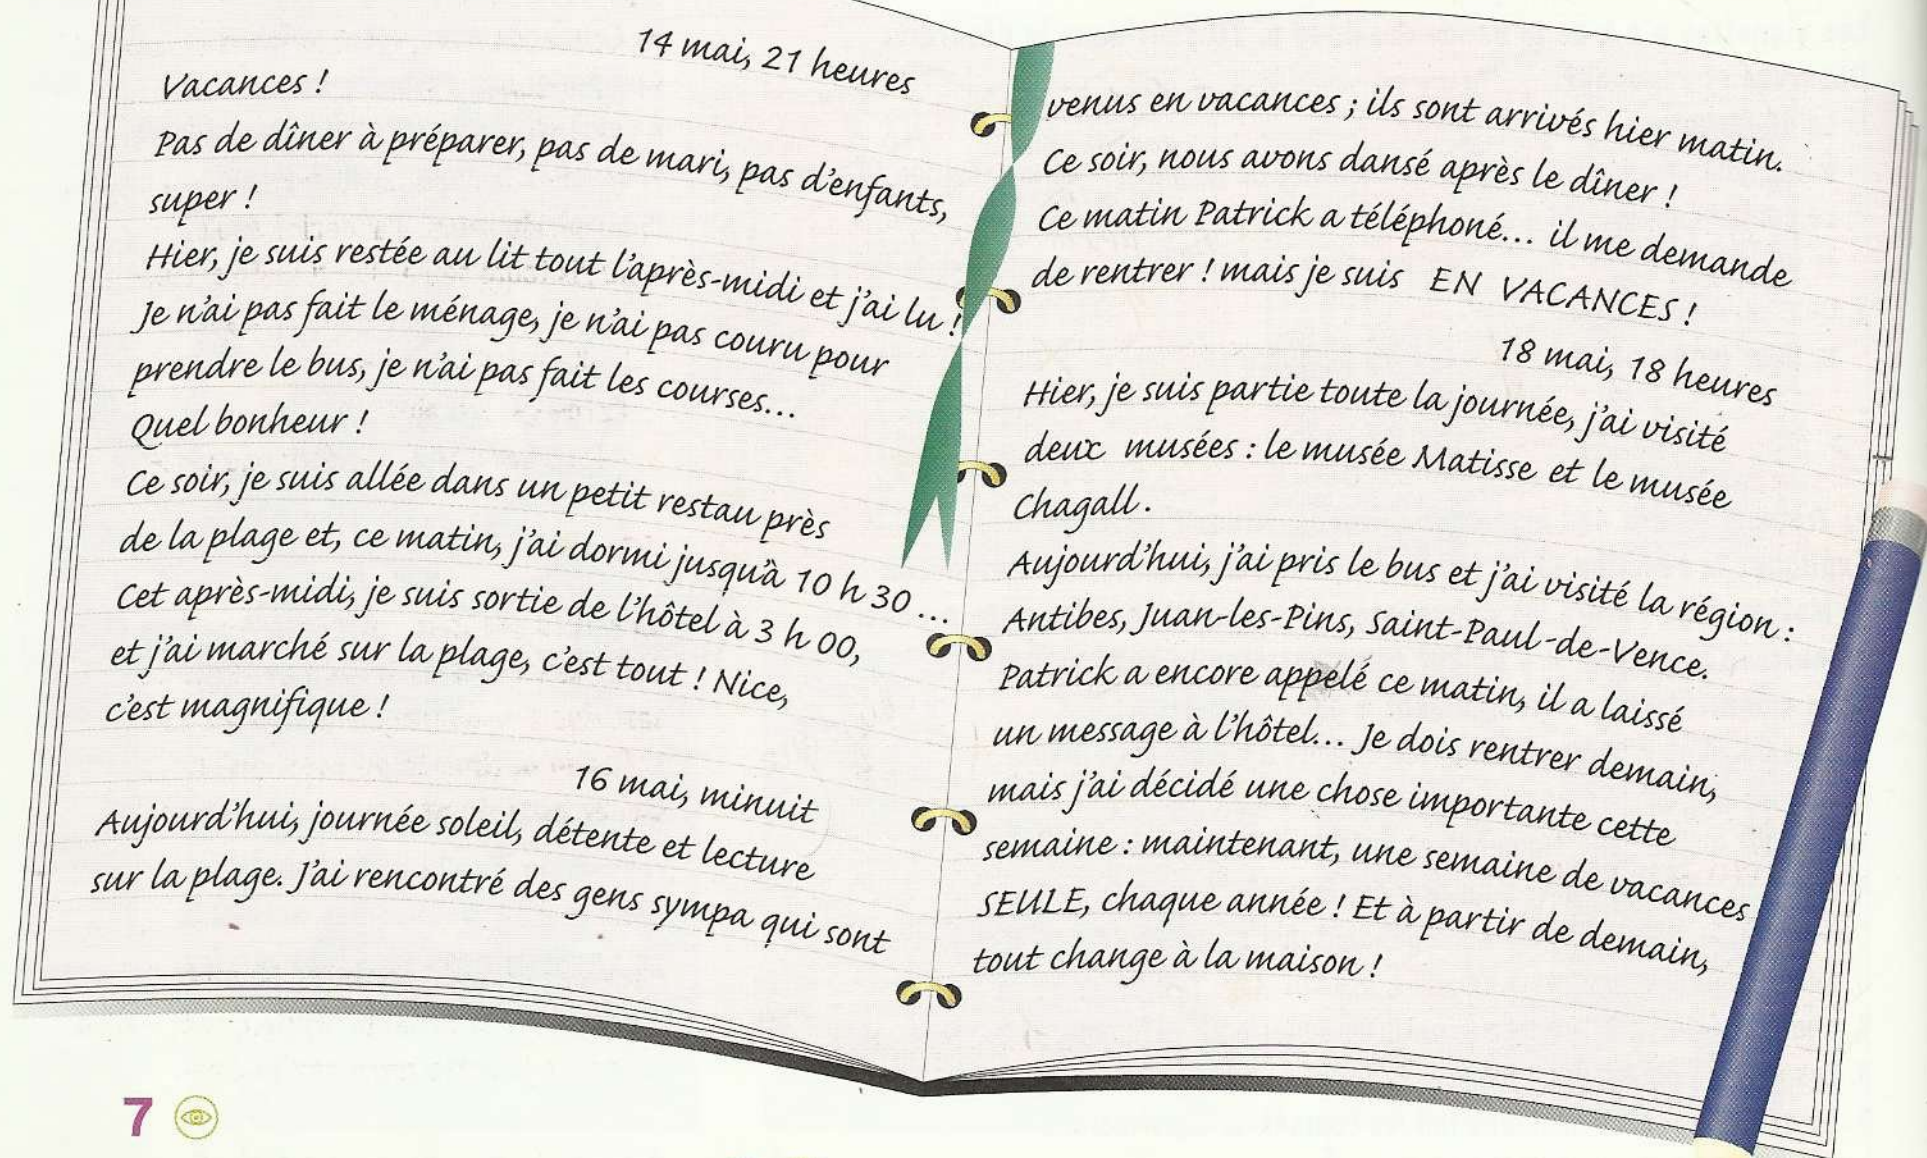 14 mai, 21 heures
Vacances !
Pas de dîner à préparer, pas de mari, pas d'enfants,
super !
Hier, je suis restée au lit tout l'après-midi et j'ai lu !
Je n'ai pas fait le ménage, je n'ai pas couru pour
prendre le bus, je n'ai pas fait les courses...
Quel bonheur !
Ce soir, je suis allée dans un petit restau près
de la plage et, ce matin, j'ai dormi jusqu'à 10 h 30 ...
Cet après-midi, je suis sortie de l'hôtel à 3 h 00,
et j'ai marché sur la plage, c'est tout ! Nice,
c'est magnifique !
16 mai, minuit
Aujourd'hui, journée soleil, détente et lecture
sur la plage. J'ai rencontré des gens sympa qui sont
venus en vacances ; ils sont arrivés hier matin.
Ce soir, nous avons dansé après le dîner !
Ce matin Patrick a téléphoné... il me demande
de rentrer ! mais je suis EN VACANCES !
18 mai, 18 heures
Hier, je suis partie toute la journée, j'ai visité
deux musées : le musée Matisse et le musée
Chagall.
Aujourd'hui, j'ai pris le bus et j'ai visité la région :
Antibes, Juan-les-Pins, Saint-Paul-de-Vence.
Patrick a encore appelé ce matin, il a laissé
un message à l'hôtel... Je dois rentrer demain,
mais j'ai décidé une chose importante cette
semaine : maintenant, une semaine de vacances
SEULE, chaque année ! Et à partir de demain,
tout change à la maison !
7